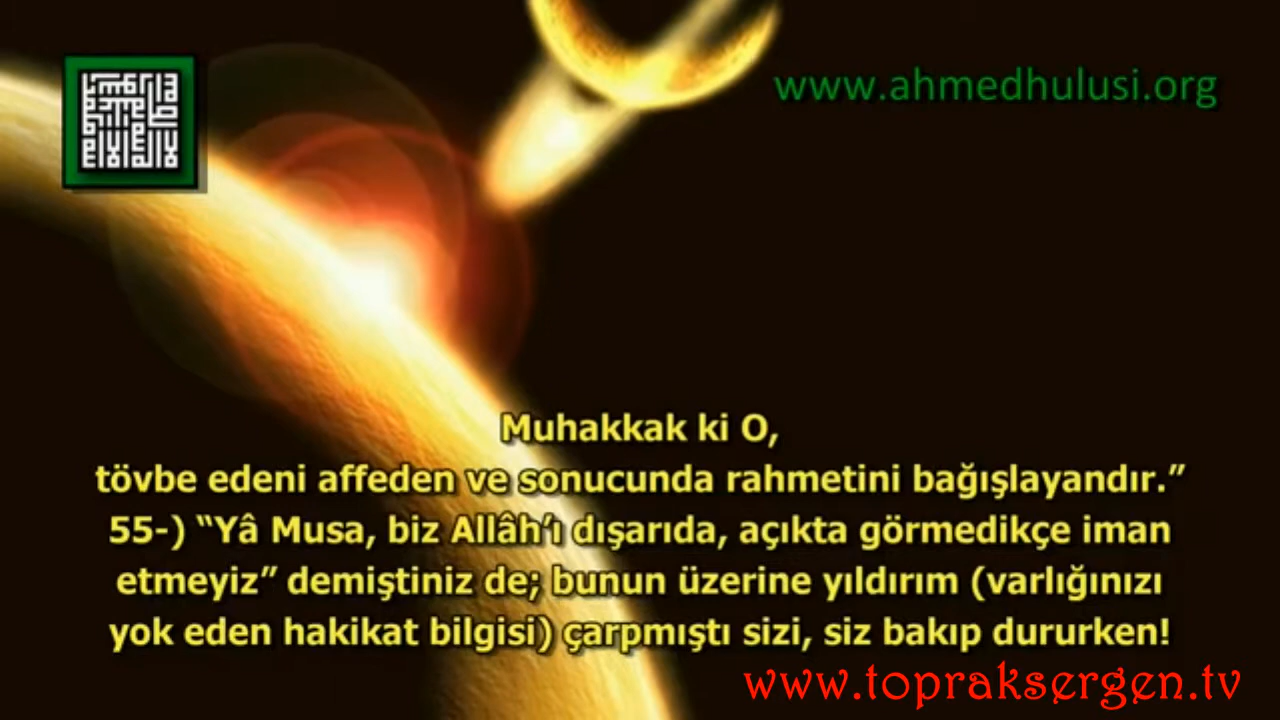 www.ahmedhulusi.org
Muhakkak ki O,
tövbe edeni affeden ve sonucunda rahmetini bağışlayandır.”
55-) “Yâ Musa, biz Allâh’ı dışarıda, açıkta görmedikçe iman
etmeyiz” demiştiniz de; bunun üzerine yıldırım (varlığınızı
yok eden hakikat bilgisi) çarpmıştı sizi, siz bakıp dururken!
www.topraksergen.tv